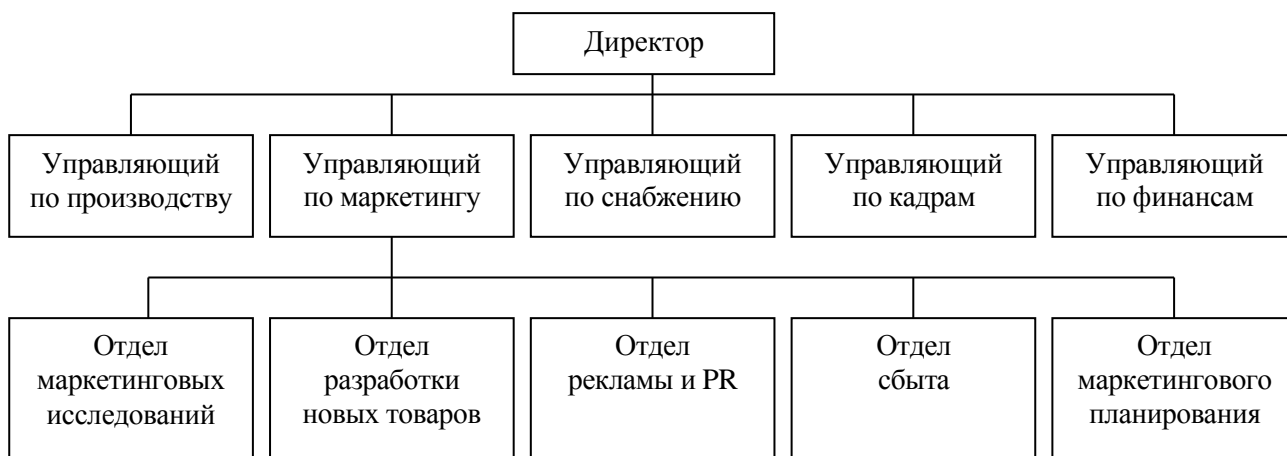 Директор
Управляющий
по производству
Управляющий
по маркетингу
Управляющий
по снабжению
Управляющий
по кадрам
Управляющий
по финансам
Отдел
маркетинговых
исследований
Отдел
разработки
новых товаров
Отдел
рекламы и PR
Отдел
сбыта
Отдел
маркетингового
планирования